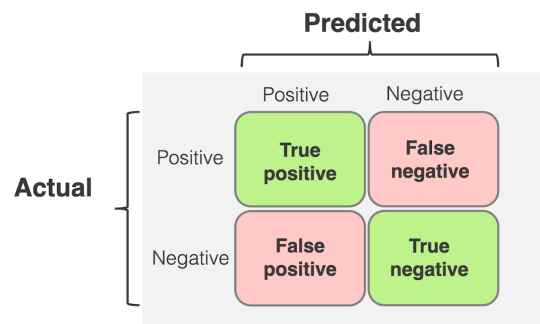 Predicted
Positive Negative
Actual
Positive
True
positive
False
negative
Negative
False
positive
True
negative